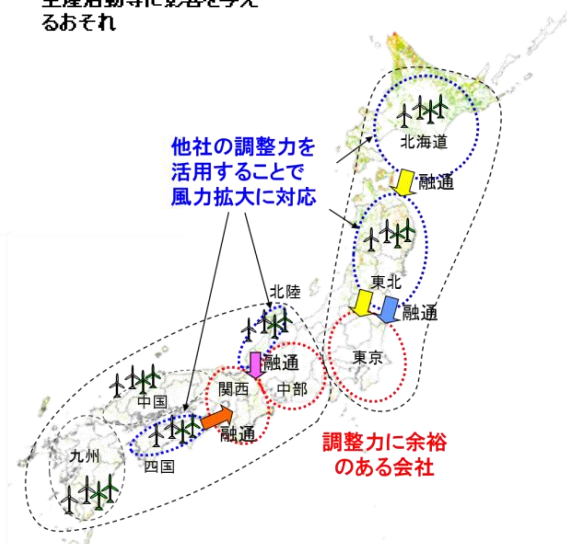 るおそれ
他社の調整力を
活用することで
風力拡大に対応
北海道
融通
東北
融通
東京
北陸
融通
関西
中部
融通
中国
四国
九州
調整力に余裕
のある会社